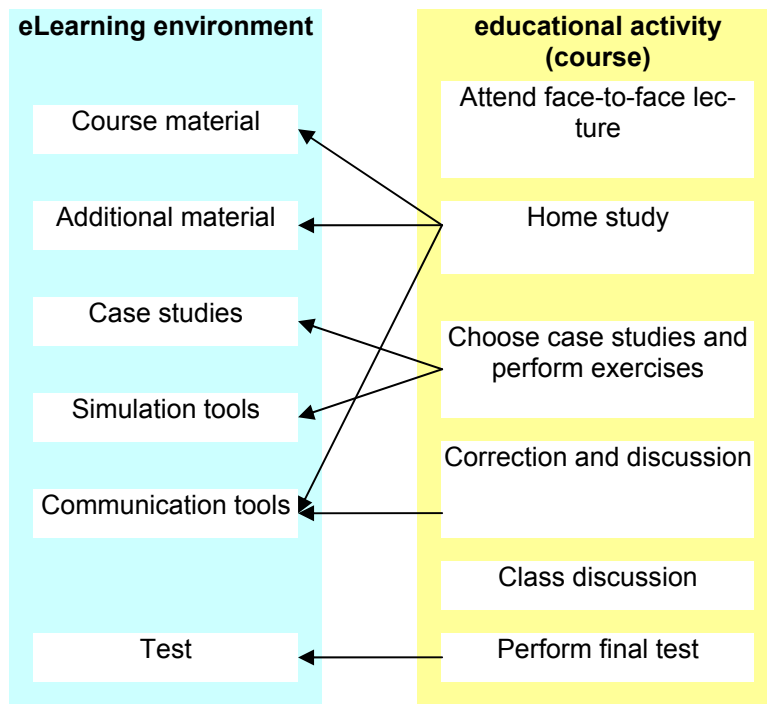 eLearning environment
Course material
Additional material
Case studies
Simulation tools
Communication tools
Test
educational activity
(course)
Attend face-to-face lec-
ture
Home study
Choose case studies and
perform exercises
Correction and discussion
Class discussion
Perform final test